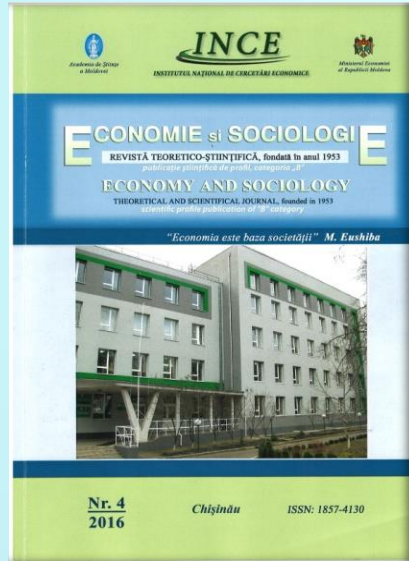 Academia de Științe
a Moldovei
INCE
INSTITUTUL NAȚIONAL DE CERCETĂRI ECONOMICE
Ministerul Economiei
al Republicii Moldova
ECONOMIE și SOCIOLOGIE
REVISTĂ TEORETICO-ȘTIINȚIFICĂ, fondată în anul 1953
publicație științifică de profil, categoria „B”
ECONOMY AND SOCIOLOGY
THEORETICAL AND SCIENTIFIC JOURNAL, founded in 1953
scientific profile publication of "B" category
"Economia este baza societății" M. Eushiba
Nr. 4
2016
Chișinău
ISSN: 1857-4130